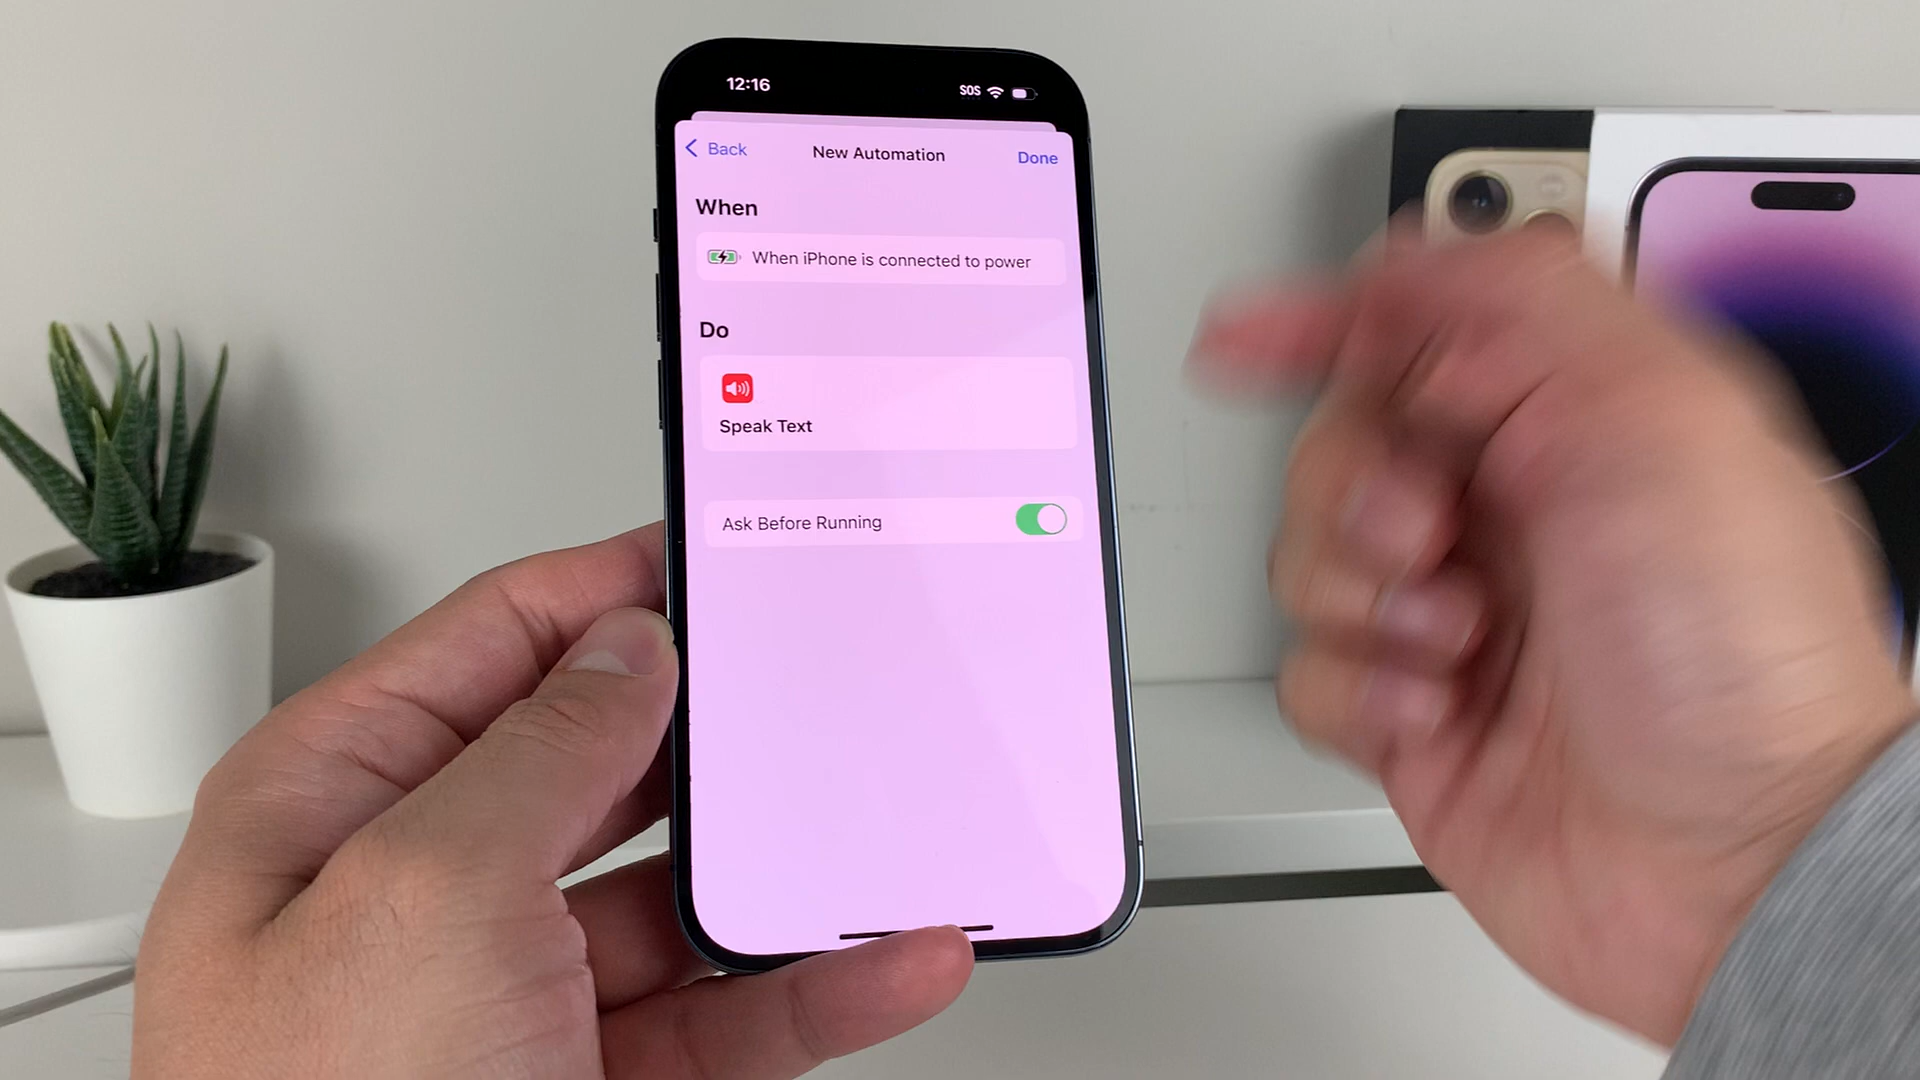 12:16
SOS
Back
New Automation
Done
When
When iPhone is connected to power
Do
Speak Text
Ask Before Running